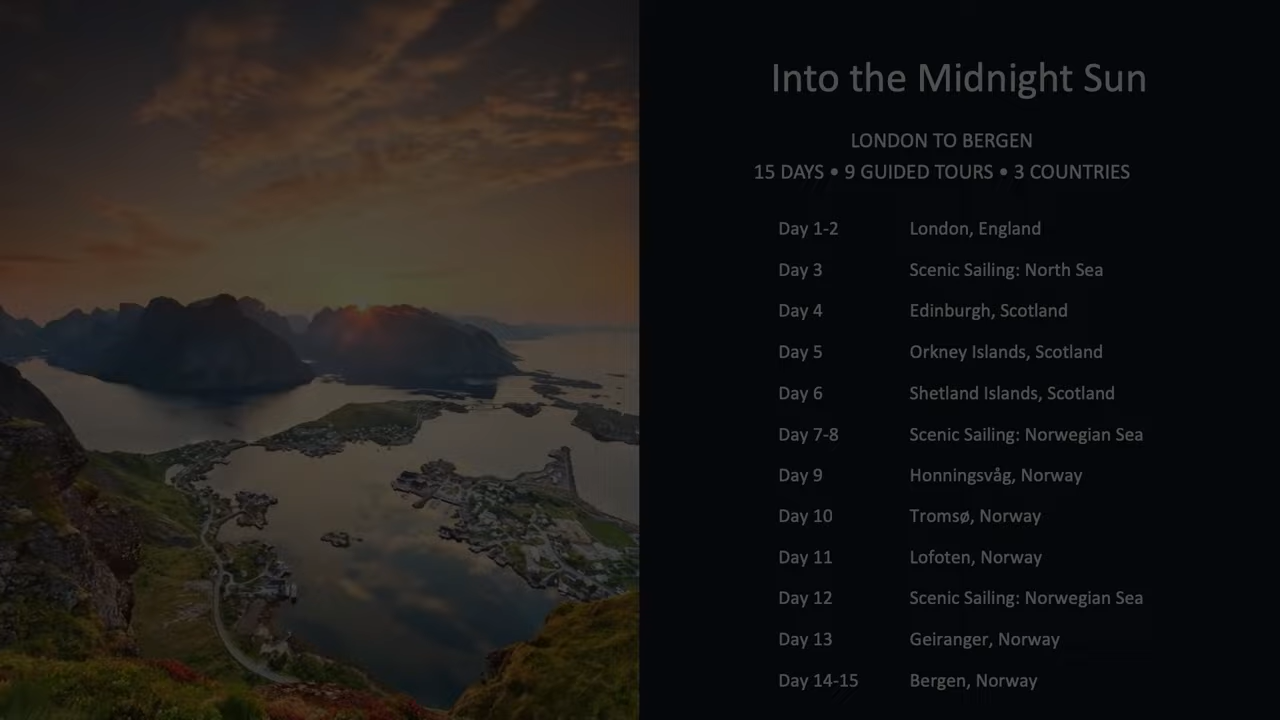 Into the Midnight Sun
LONDON TO BERGEN
15 DAYS • 9 GUIDED TOURS • 3 COUNTRIES
Day 1-2 London, England
Day 3 Scenic Sailing: North Sea
Day 4 Edinburgh, Scotland
Day 5 Orkney Islands, Scotland
Day 6 Shetland Islands, Scotland
Day 7-8 Scenic Sailing: Norwegian Sea
Day 9 Honningsvåg, Norway
Day 10 Tromsø, Norway
Day 11 Lofoten, Norway
Day 12 Scenic Sailing: Norwegian Sea
Day 13 Geiranger, Norway
Day 14-15 Bergen, Norway